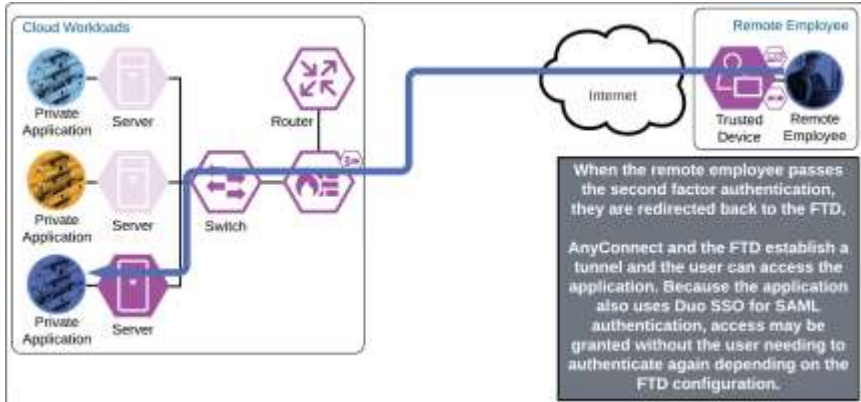 Cloud Workloads
Remote Employee
Private
Application
Server
Router
Internet
Trusted
Device
Remote
Employee
Private
Application
Server
Switch
Private
Application
Server
When the remote employee passes
the second factor authentication,
they are redirected back to the FTD.
AnyConnect and the FTD establish a
tunnel and the user can access the
application. Because the application
also uses Duo SSO for SAML
authentication, access may be
granted without the user needing to
authenticate again depending on the
FTD configuration.